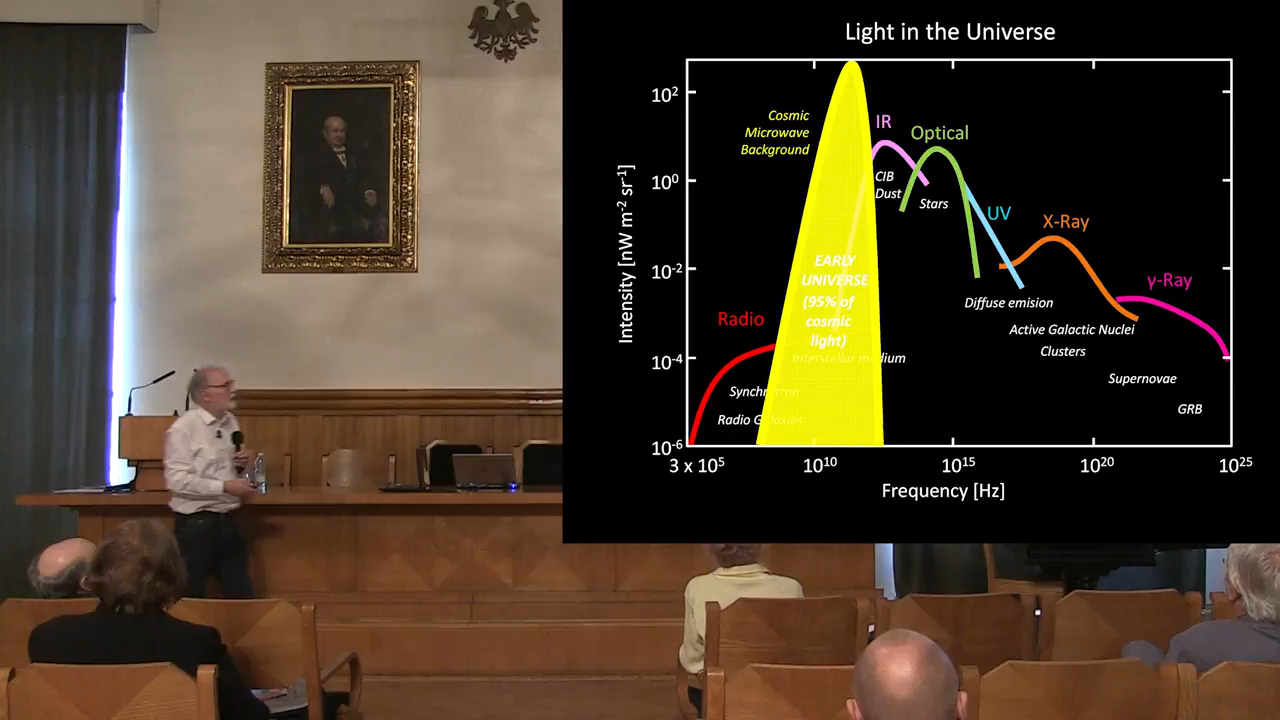 Light in the Universe
10²
10⁰
10⁻²
10⁻⁴
10⁻⁶
Intensity [nW m⁻² sr⁻¹]
Cosmic
Microwave
Background
IR
Optical
CIB
Dust
Stars
UV
X-Ray
γ-Ray
EARLY
UNIVERSE
(95% of
cosmic
light)
Radio
Diffuse emision
Active Galactic Nuclei
Clusters
Interstellar medium
Supernovae
Synchrotron
Radio Galaxies
GRB
3 x 10⁵
10¹⁰
10¹⁵
10²⁰
10²⁵
Frequency [Hz]